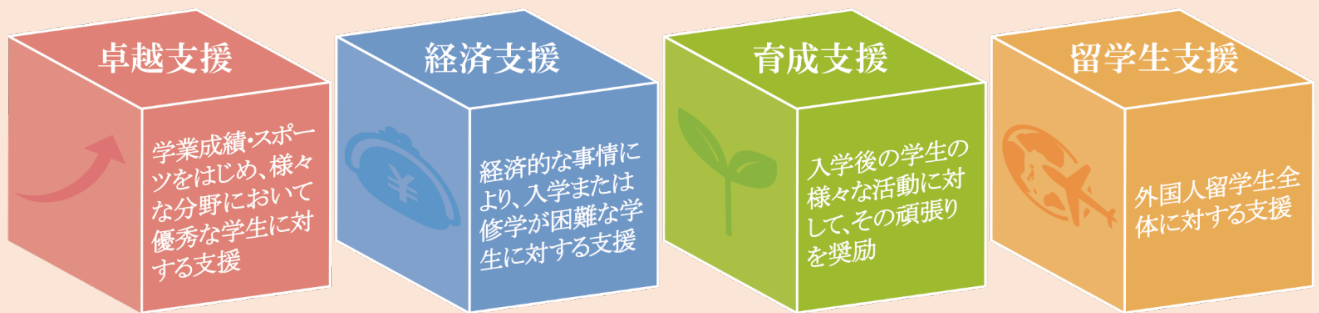 卓越支援
学業成績・スポー
ツをはじめ、様々
な分野において
優秀な学生に対
する支援
経済支援
¥
経済的な事情に
より、入学または
修学が困難な学
生に対する支援
育成支援
入学後の学生の
様々な活動に対
して、その頑張り
を奨励
留学生支援
外国人留学生全
体に対する支援